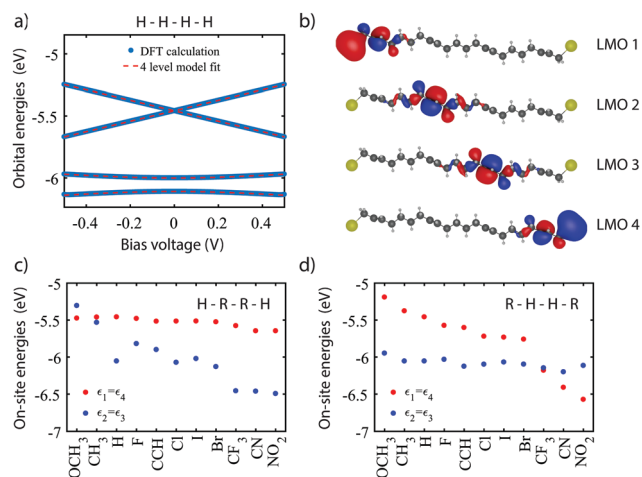 a)
H - H - H - H
DFT calculation
4 level model fit
Orbital energies (eV)
-5
-5.5
-6
-0.4
-0.2
0
0.2
0.4
Bias voltage (V)
b)
LMO 1
LMO 2
LMO 3
LMO 4
c)
H - R - R - H
On-site energies (eV)
-5
-5.5
-6
-6.5
-7
ϵ₁=ϵ₄
ϵ₂=ϵ₃
OCH₃
CH₃
H
F
CCH
Cl
I
Br
CF₃
CN
NO₂
d)
R - H - H - R
On-site energies (eV)
-5
-5.5
-6
-6.5
-7
ϵ₁=ϵ₄
ϵ₂=ϵ₃
OCH₃
CH₃
H
F
CCH
Cl
I
Br
CF₃
CN
NO₂